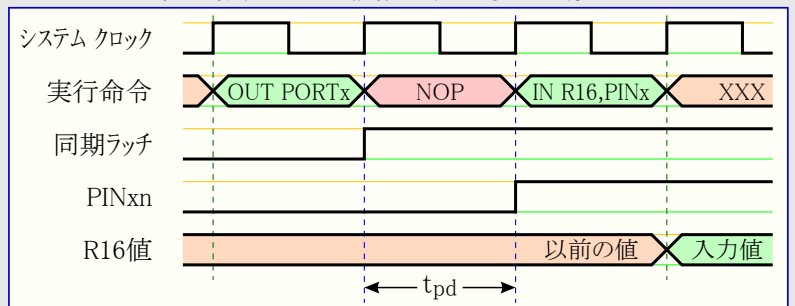 システム クロック
実行命令 OUT PORTx NOP IN R16,PINx XXX
同期ラッチ
PINxn
R16値 以前の値 入力値
tpd